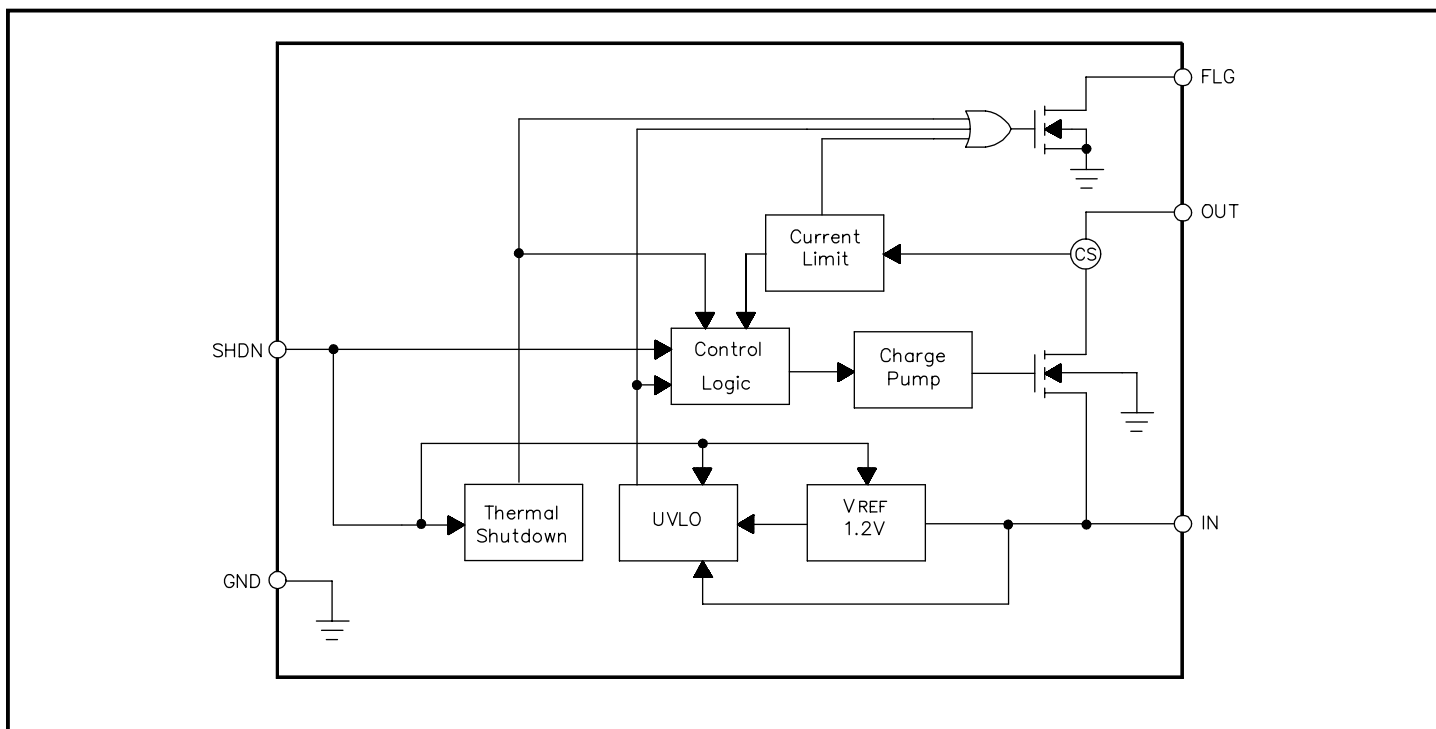 FLG
OUT
Current
Limit
CS
SHDN
Control
Logic
Charge
Pump
Thermal
Shutdown
UVLO
VREF
1.2V
IN
GND